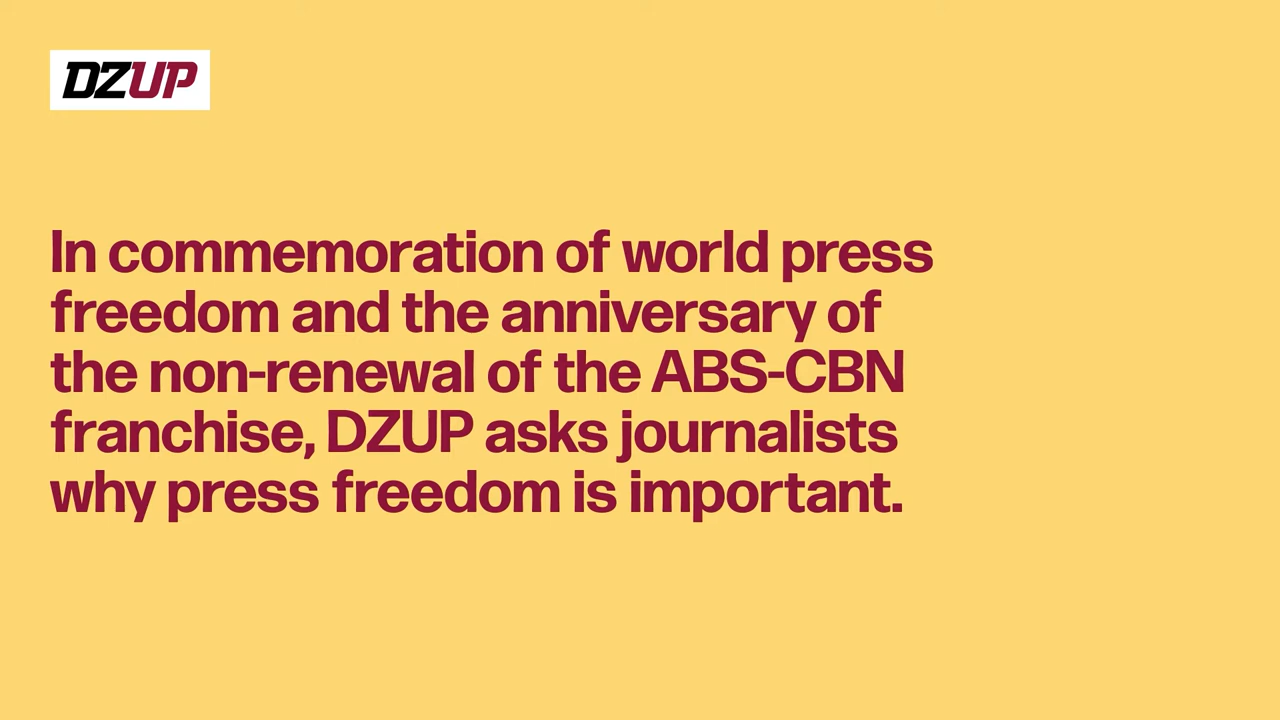 DZUP
In commemoration of world press
freedom and the anniversary of
the non-renewal of the ABS-CBN
franchise, DZUP asks journalists
why press freedom is important.